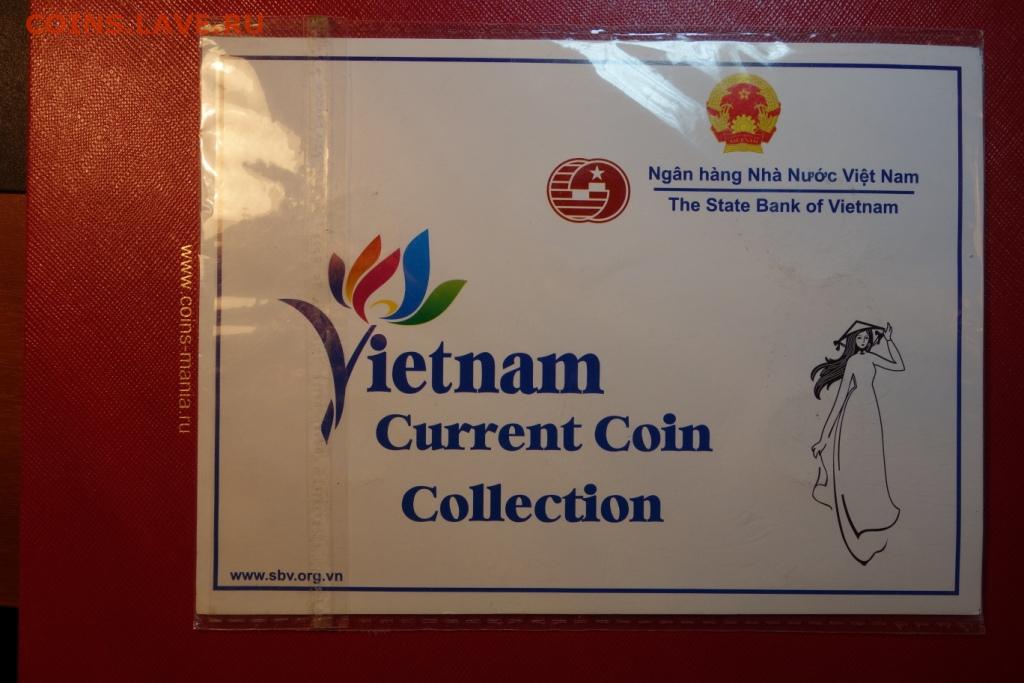 COINS.LAVE.RU
Ngân hàng Nhà Nước Việt Nam
The State Bank of Vietnam
www.coins-mania.ru
Vietnam
Current Coin
Collection
www.sbv.org.vn